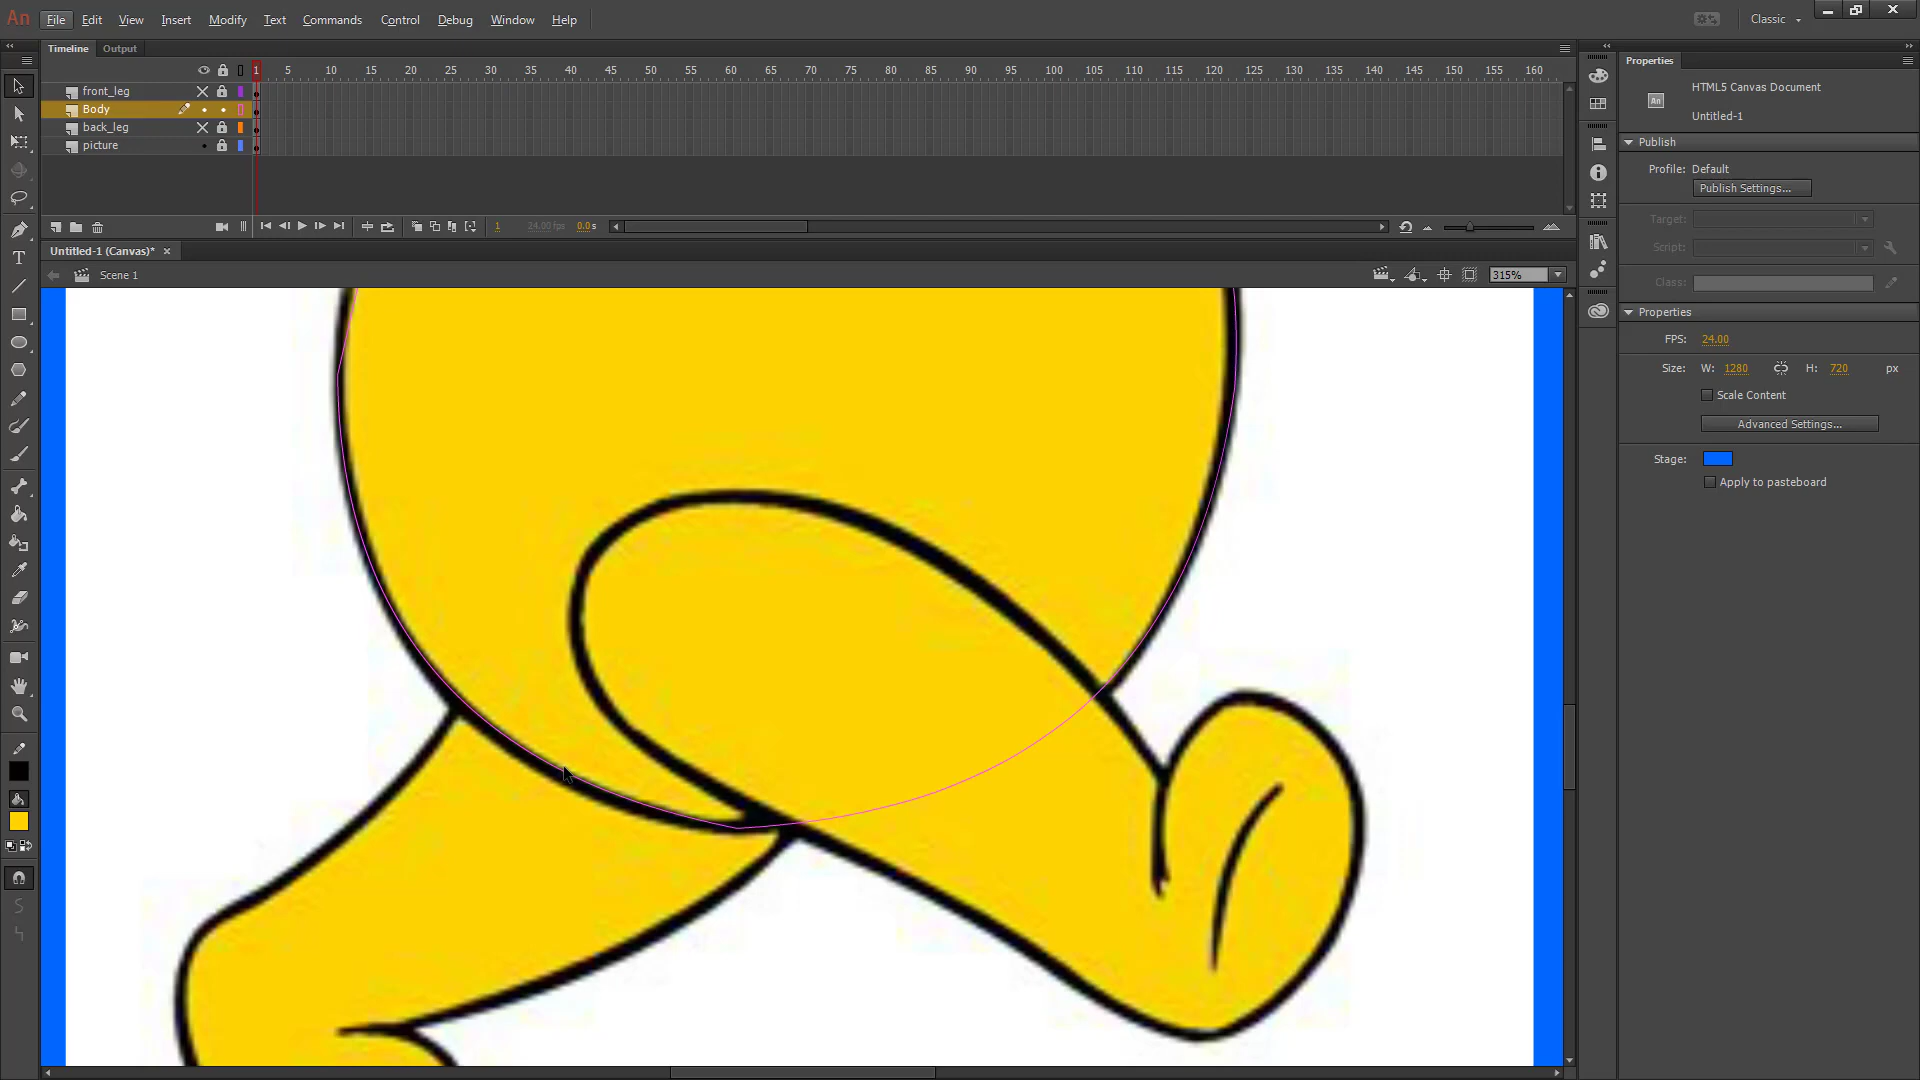 An File Edit View Insert Modify Text Commands Control Debug Window Help Classic
Timeline Output
1 5 10 15 20 25 30 35 40 45 50 55 60 65 70 75 80 85 90 95 100 105 110 115 120 125 130 135 140 145 150 155 160
front_leg
Body
back_leg
picture
1 24.00 fps 0.0 s
Untitled-1 (Canvas)* ×
Scene 1 315%
Properties
An HTML5 Canvas Document
Untitled-1
Publish
Profile: Default
Publish Settings...
Target:
Script:
Class:
Properties
FPS: 24.00
Size: W: 1280 H: 720 px
Scale Content
Advanced Settings...
Stage:
Apply to pasteboard